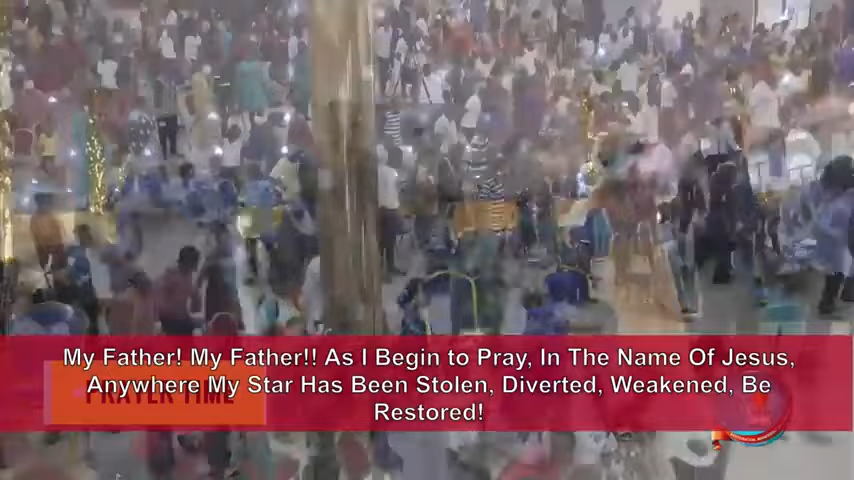 My Father! My Father!! As I Begin to Pray, In The Name Of Jesus,
Anywhere My Star Has Been Stolen, Diverted, Weakened, Be
Restored!
PRAYER TIME